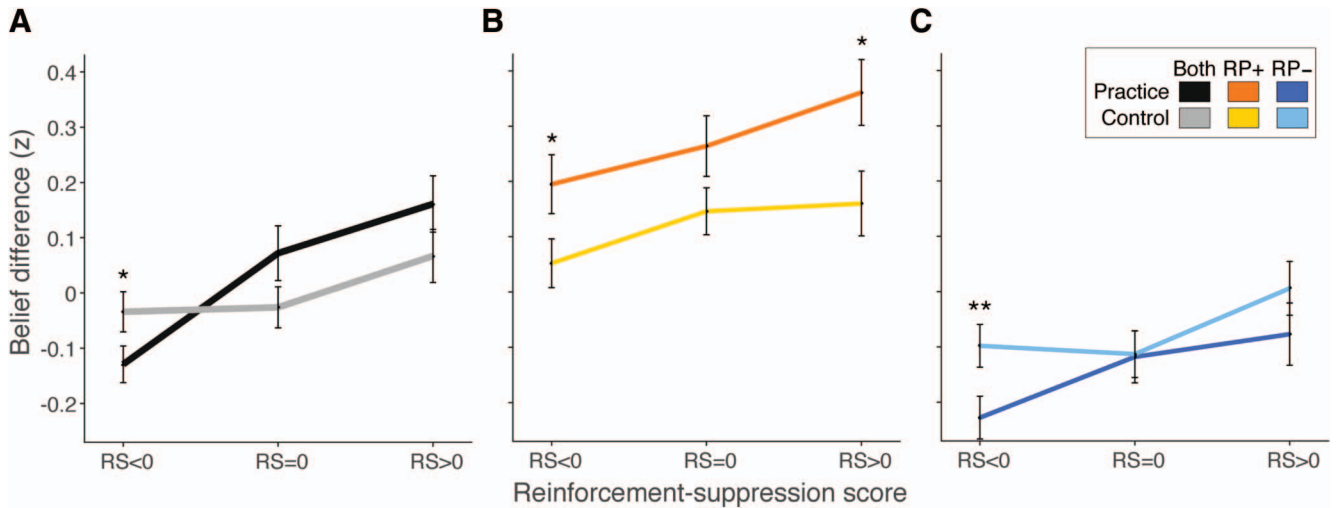 A
B
C
Both RP+ RP−
Practice
Control
Belief difference (z)
0.4
0.3
0.2
0.1
0
-0.1
-0.2
*
*
*
**
RS<0 RS=0 RS>0
RS<0 RS=0 RS>0
RS<0 RS=0 RS>0
Reinforcement-suppression score